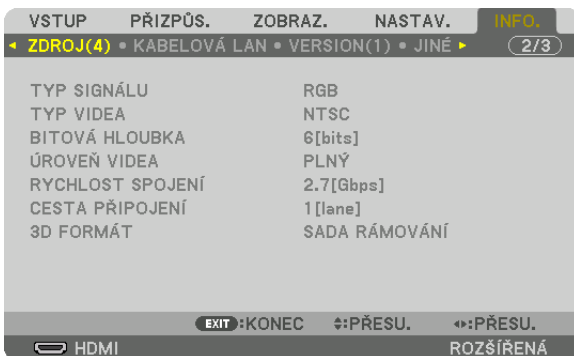 VSTUP PŘIZPŮS. ZOBRAZ. NASTAV. INFO.
ZDROJ(4) • KABELOVÁ LAN • VERSION(1) • JINÉ 2/3
TYP SIGNÁLU RGB
TYP VIDEA NTSC
BITOVÁ HLOUBKA 6[bits]
ÚROVEŇ VIDEA PLNÝ
RYCHLOST SPOJENÍ 2.7[Gbps]
CESTA PŘIPOJENÍ 1[lane]
3D FORMÁT SADA RÁMOVÁNÍ
EXIT:KONEC :PŘESU. :PŘESU.
HDMI ROZŠÍŘENÁ